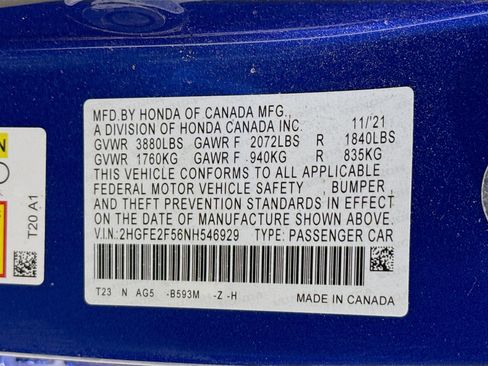 MFD.BY HONDA OF CANADA MFG.,
A DIVISION OF HONDA CANADA INC. 11/'21
GVWR 3880LBS GAWR F 2072LBS R 1840LBS
GVWR 1760KG GAWR F 940KG R 835KG
THIS VEHICLE CONFORMS TO ALL APPLICABLE
FEDERAL MOTOR VEHICLE SAFETY , BUMPER ,
AND THEFT PREVENTION STANDARDS IN EFFECT
ON THE DATE OF MANUFACTURE SHOWN ABOVE.
V.I.N:2HGFE2F56NH546929 TYPE: PASSENGER CAR
T23 N AG5 -B593M -Z -H MADE IN CANADA
T20 A1